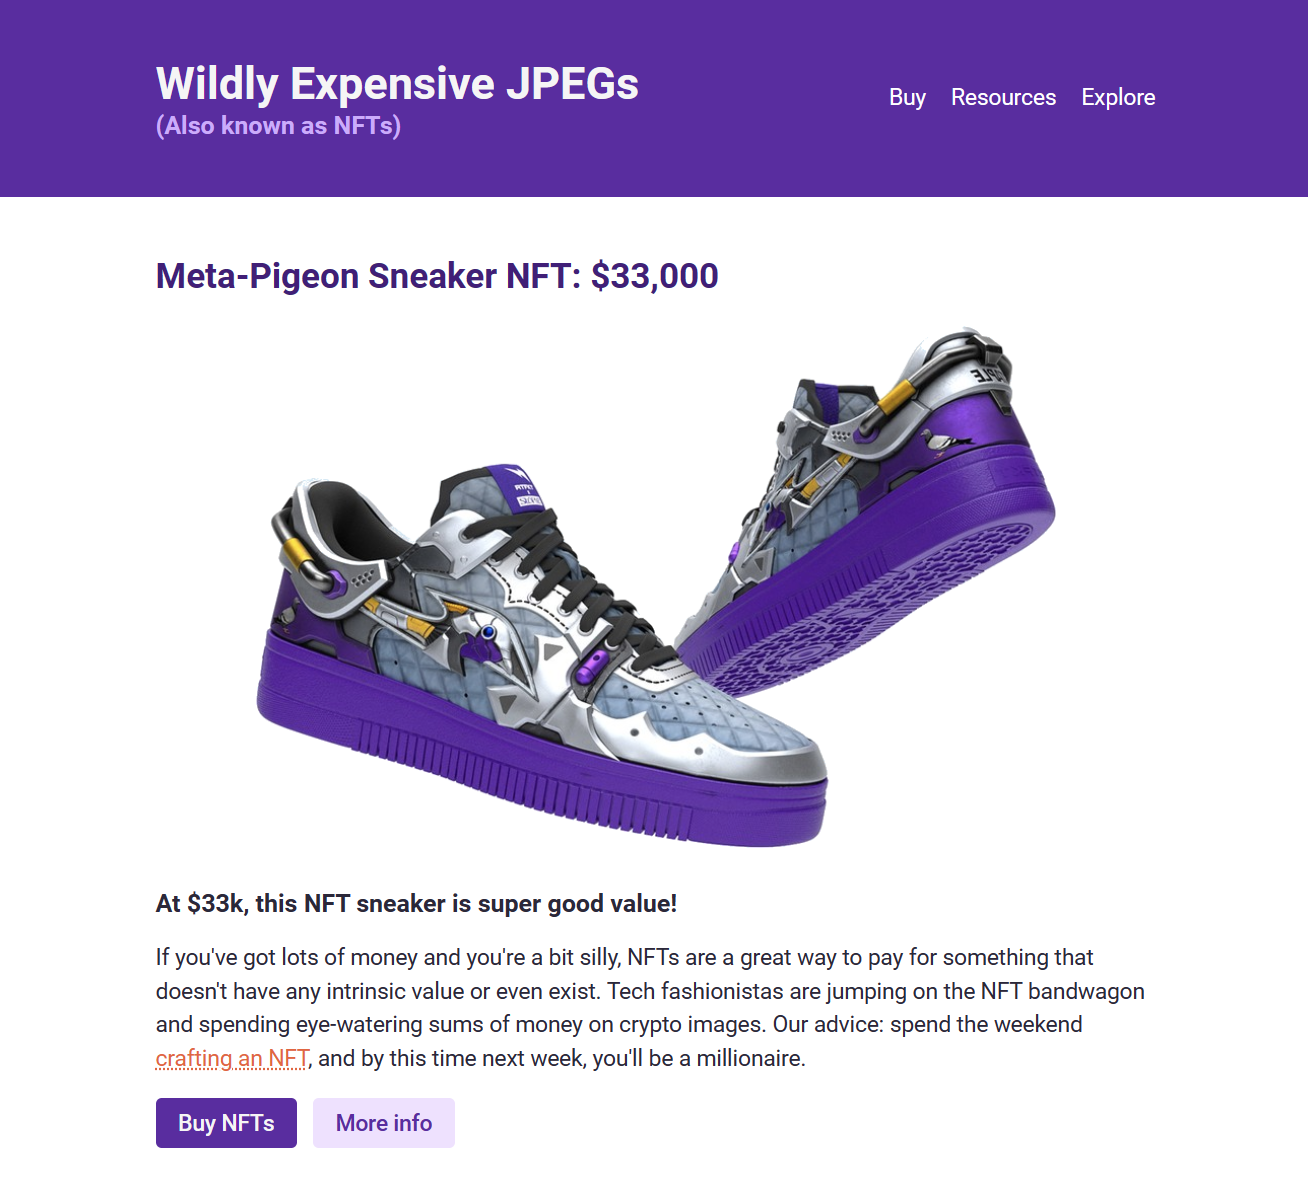 Wildly Expensive JPEGs
(Also known as NFTs)
Buy Resources Explore
Meta-Pigeon Sneaker NFT: $33,000
At $33k, this NFT sneaker is super good value!
If you've got lots of money and you're a bit silly, NFTs are a great way to pay for something that
doesn't have any intrinsic value or even exist. Tech fashionistas are jumping on the NFT bandwagon
and spending eye-watering sums of money on crypto images. Our advice: spend the weekend
crafting an NFT, and by this time next week, you'll be a millionaire.
Buy NFTs
More info